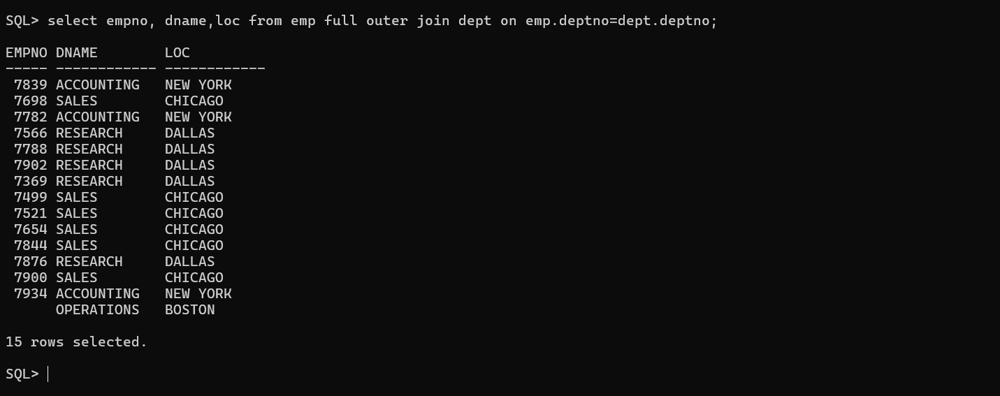 SQL> select empno, dname,loc from emp full outer join dept on emp.deptno=dept.deptno;
EMPNO DNAME        LOC
----- ------------ ------------
 7839 ACCOUNTING   NEW YORK
 7698 SALES        CHICAGO
 7782 ACCOUNTING   NEW YORK
 7566 RESEARCH     DALLAS
 7788 RESEARCH     DALLAS
 7902 RESEARCH     DALLAS
 7369 RESEARCH     DALLAS
 7499 SALES        CHICAGO
 7521 SALES        CHICAGO
 7654 SALES        CHICAGO
 7844 SALES        CHICAGO
 7876 RESEARCH     DALLAS
 7900 SALES        CHICAGO
 7934 ACCOUNTING   NEW YORK
      OPERATIONS   BOSTON
15 rows selected.
SQL>